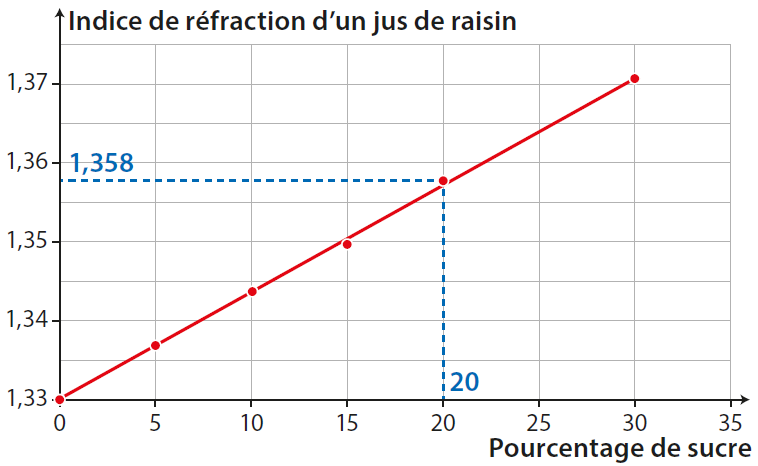 Indice de réfraction d'un jus de raisin
1,37
1,36
1,358
1,35
1,34
20
1,33
0 5 10 15 20 25 30 35
Pourcentage de sucre